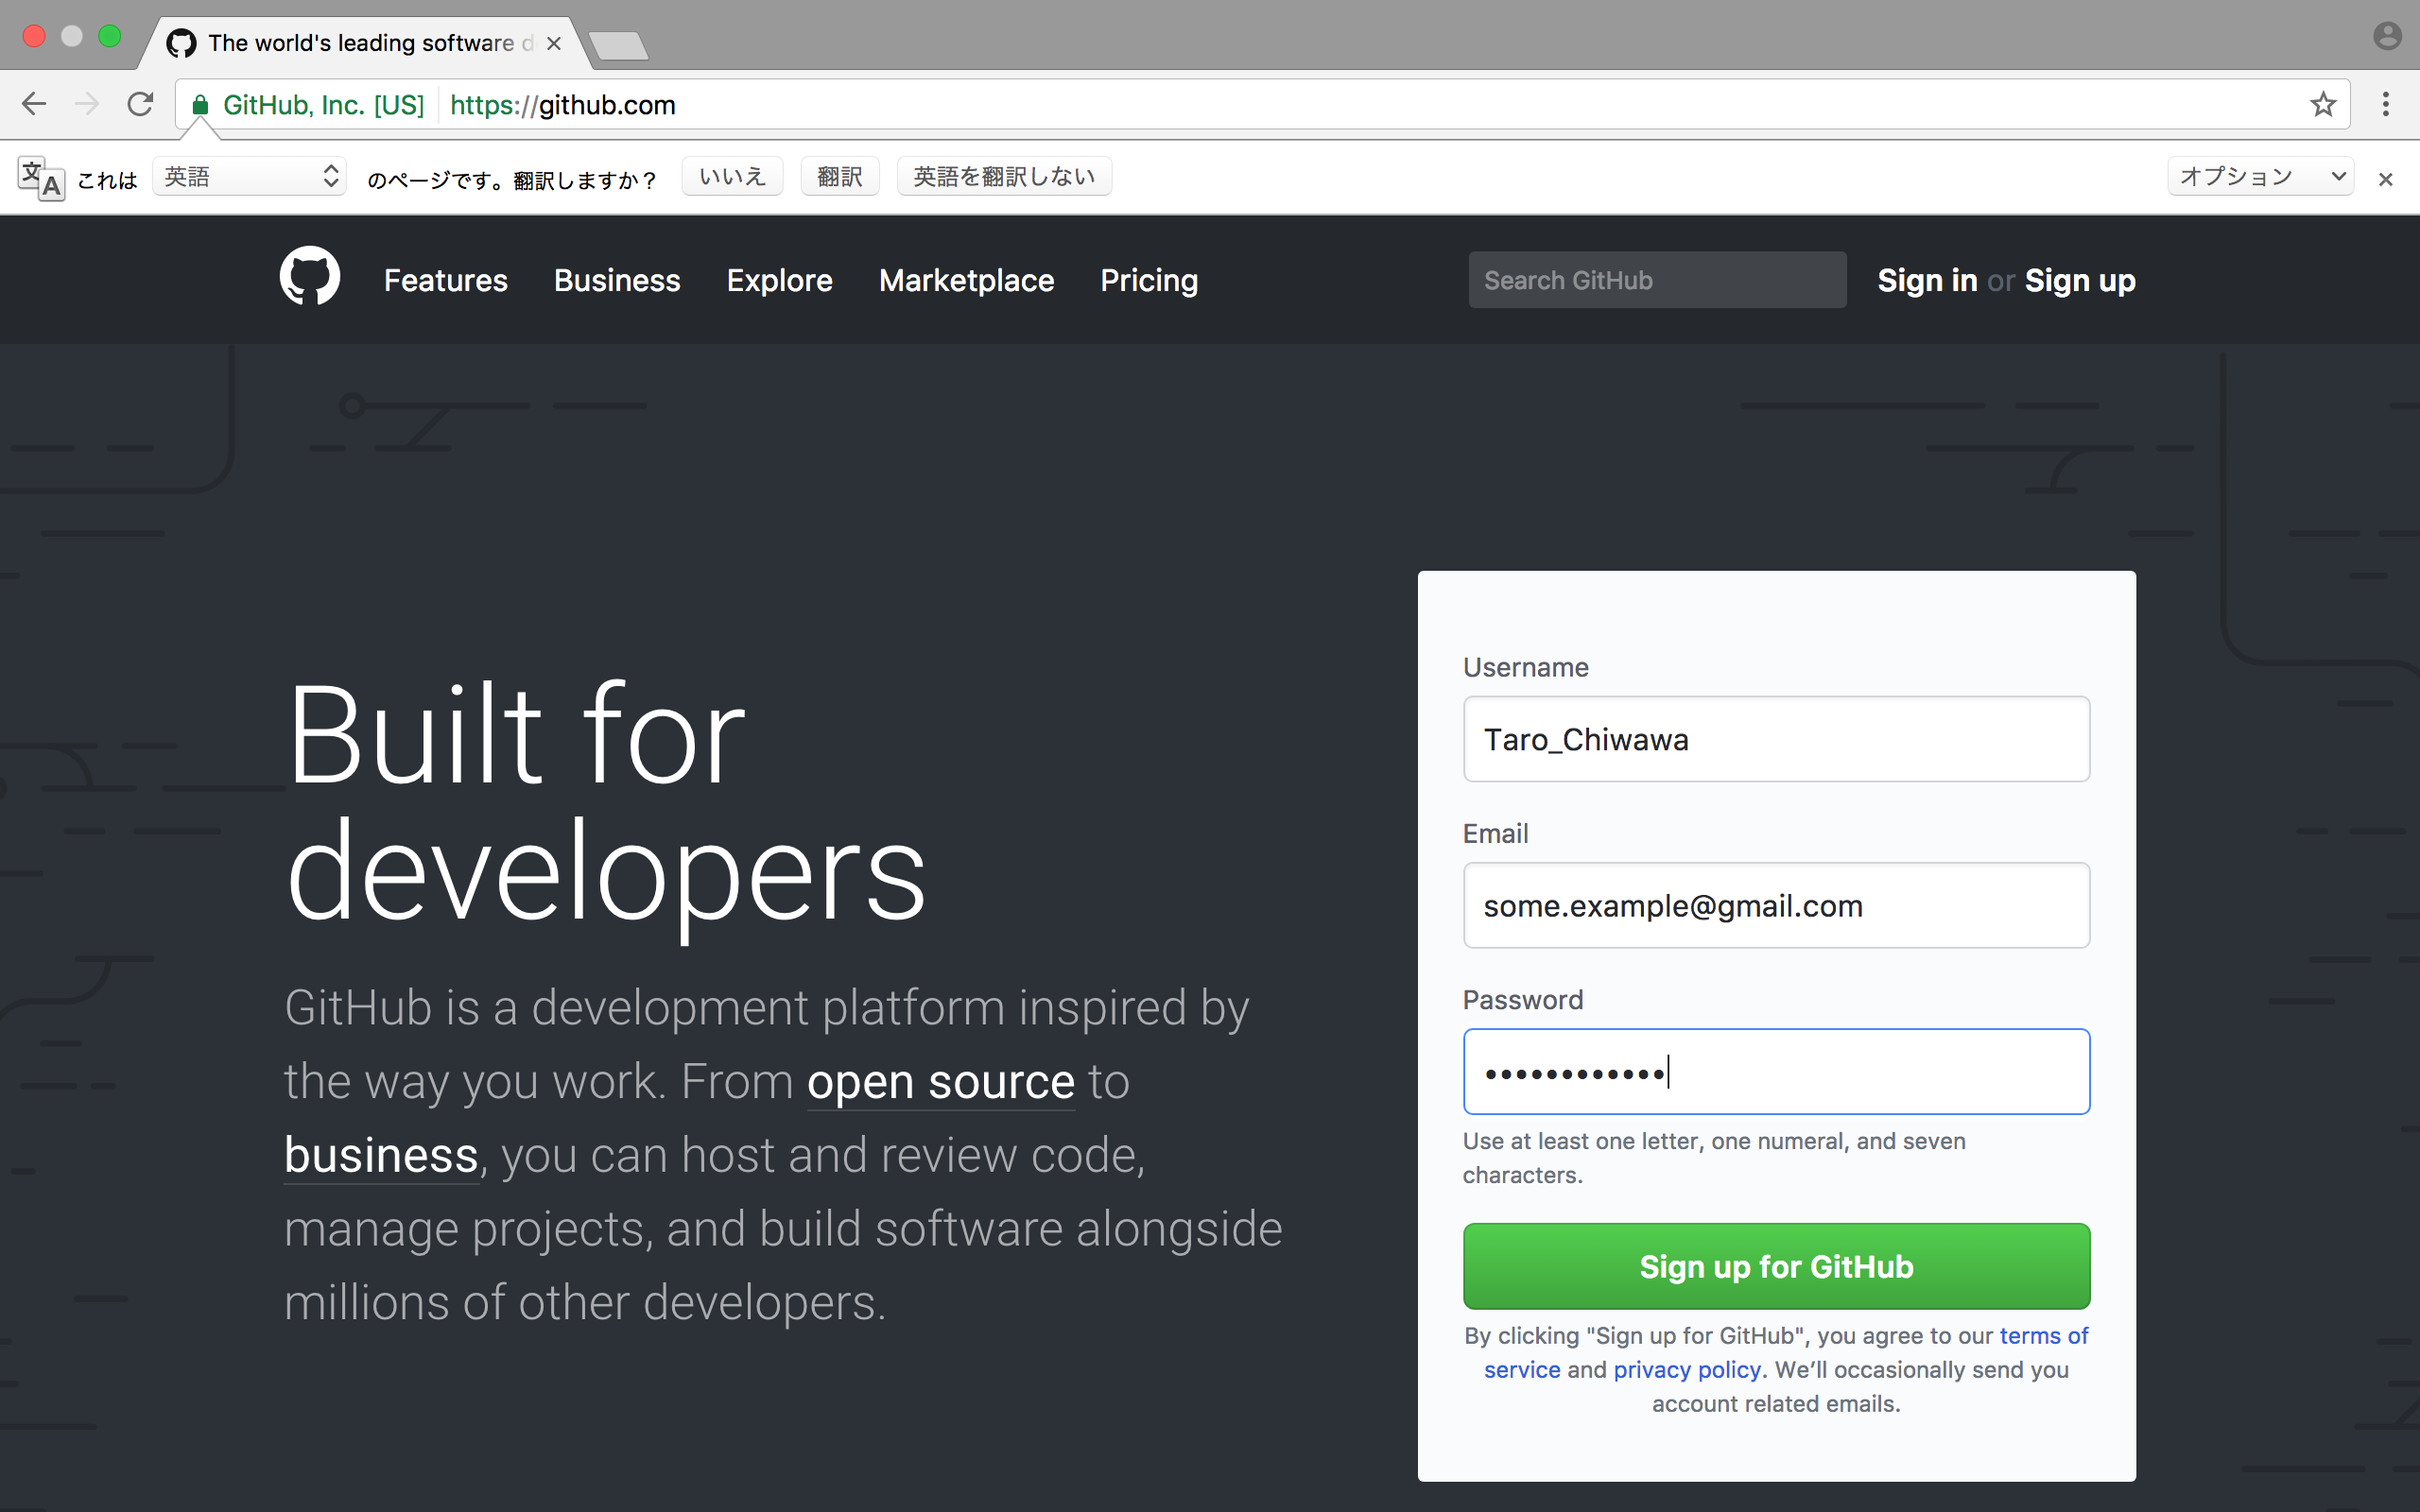 The world's leading software d
GitHub, Inc. [US] https://github.com
これは 英語 のページです。翻訳しますか？ いいえ 翻訳 英語を翻訳しない オプション
Features Business Explore Marketplace Pricing Search GitHub Sign in or Sign up
Built for
developers
GitHub is a development platform inspired by
the way you work. From open source to
business, you can host and review code,
manage projects, and build software alongside
millions of other developers.
Username
Taro_Chiwawa
Email
some.example@gmail.com
Password
••••••••••••
Use at least one letter, one numeral, and seven
characters.
Sign up for GitHub
By clicking "Sign up for GitHub", you agree to our terms of
service and privacy policy. We’ll occasionally send you
account related emails.